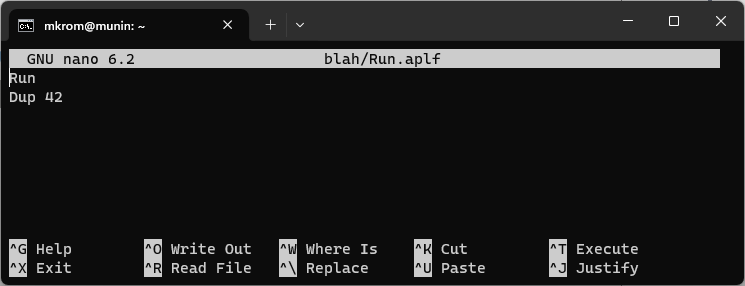 mkrom@munin: ~
GNU nano 6.2 blah/Run.aplf
Run
Dup 42
^G Help ^O Write Out ^W Where Is ^K Cut ^T Execute
^X Exit ^R Read File ^\ Replace ^U Paste ^J Justify